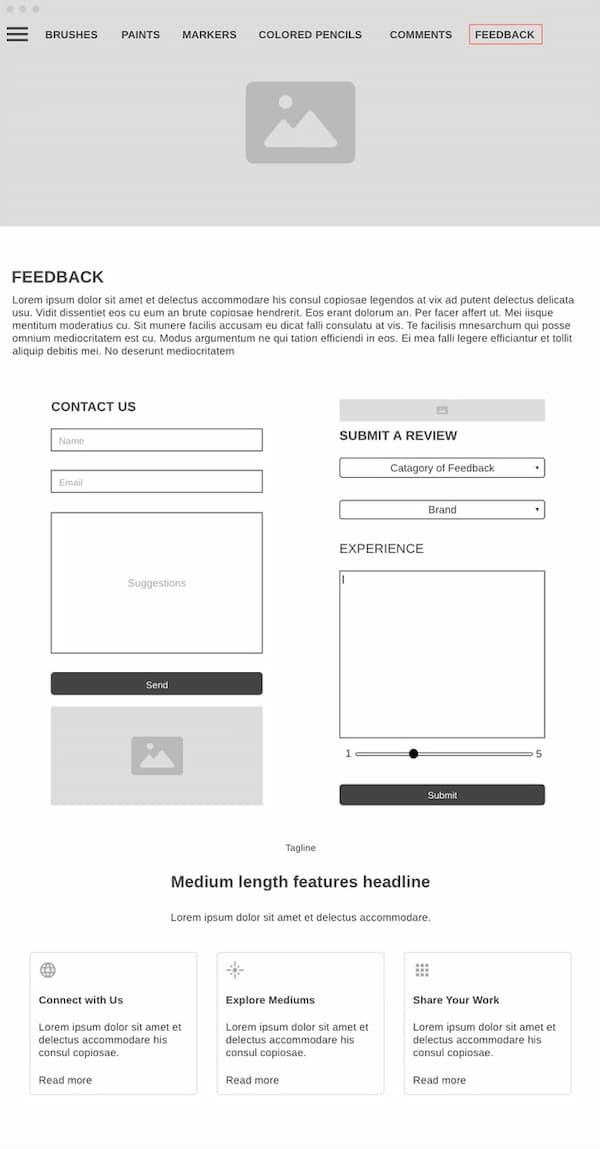 BRUSHES PAINTS MARKERS COLORED PENCILS COMMENTS FEEDBACK
FEEDBACK
Lorem ipsum dolor sit amet et delectus accommodare his consul copiosae legendos at vix ad putent delectus delicata
usu. Vidit dissentiet eos cu eum an brute copiosae hendrerit. Eos erant dolorum an. Per facer affert ut. Mei iisque
mentitum moderatius cu. Sit munere facilis accusam eu dicat falli consulatu at vis. Te facilisis mnesarchum qui posse
omnium mediocritatem est cu. Modus argumentum ne qui tation efficiendi in eos. Ei mea falli legere efficiantur et tollit
aliquip debitis mei. No deserunt mediocritatem
CONTACT US
Name
Email
Suggestions
Send
SUBMIT A REVIEW
Catagory of Feedback
Brand
EXPERIENCE
1 5
Submit
Tagline
Medium length features headline
Lorem ipsum dolor sit amet et delectus accommodare.
Connect with Us
Lorem ipsum dolor sit amet et
delectus accommodare his
consul copiosae.
Read more
Explore Mediums
Lorem ipsum dolor sit amet et
delectus accommodare his
consul copiosae.
Read more
Share Your Work
Lorem ipsum dolor sit amet et
delectus accommodare his
consul copiosae.
Read more